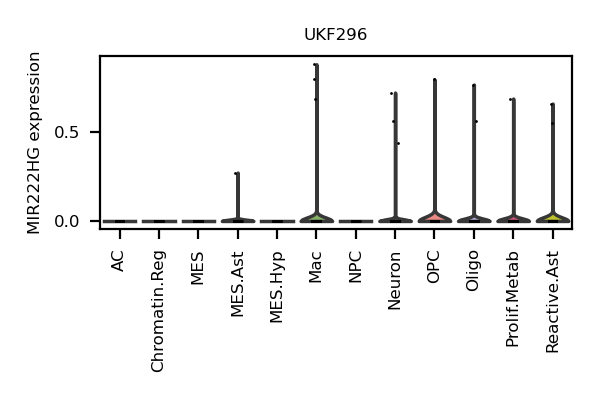 UKF296
MIR222HG expression
0.5
0.0
AC
Chromatin.Reg
MES
MES.Ast
MES.Hyp
Mac
NPC
Neuron
OPC
Oligo
Prolif.Metab
Reactive.Ast